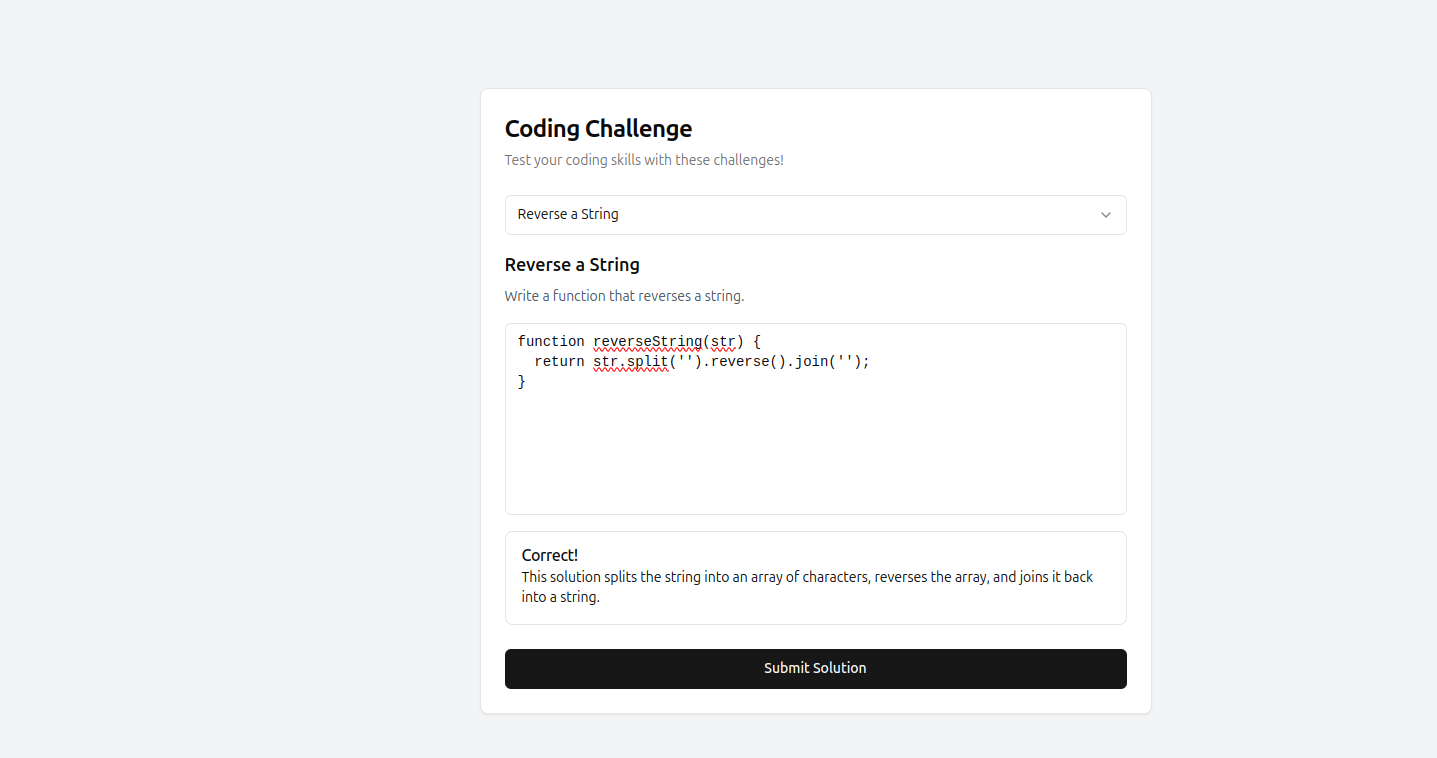 Coding Challenge
Test your coding skills with these challenges!
Reverse a String
Reverse a String
Write a function that reverses a string.
function reverseString(str) {
  return str.split('').reverse().join('');
}
Correct!
This solution splits the string into an array of characters, reverses the array, and joins it back
into a string.
Submit Solution